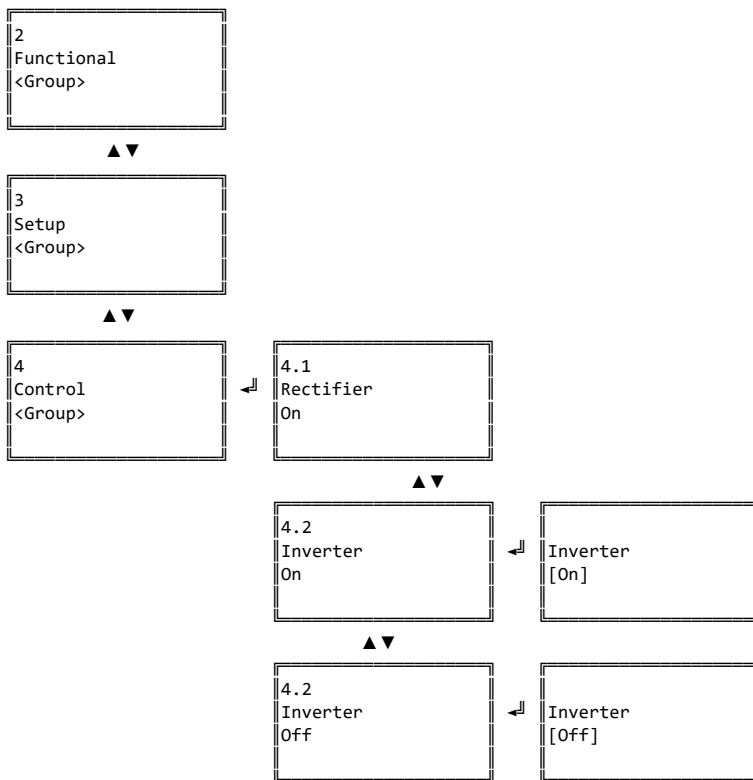 2
Functional
<Group>
▲▼
3
Setup
<Group>
▲▼
4
Control
<Group>
4.1
Rectifier
On
▲▼
4.2
Inverter
On
Inverter
[On]
▲▼
4.2
Inverter
Off
Inverter
[Off]